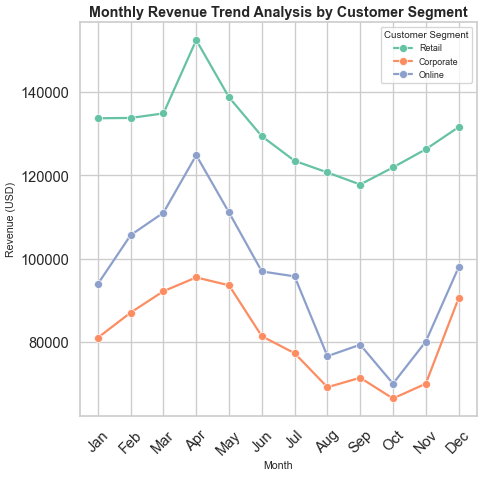 Monthly Revenue Trend Analysis by Customer Segment
Customer Segment
Retail
Corporate
Online
Revenue (USD)
140000
120000
100000
80000
Jan
Feb
Mar
Apr
May
Jun
Jul
Aug
Sep
Oct
Nov
Dec
Month